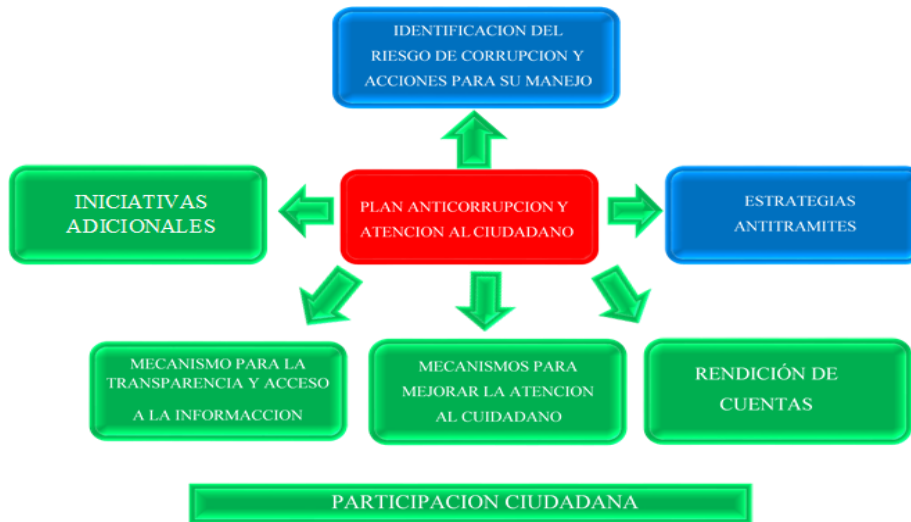 IDENTIFICACION DEL
RIESGO DE CORRUPCION Y
ACCIONES PARA SU MANEJO
INICIATIVAS
ADICIONALES
PLAN ANTICORRUPCION Y
ATENCION AL CIUDADANO
ESTRATEGIAS
ANTITRAMITES
MECANISMO PARA LA
TRANSPARENCIA Y ACCESO
A LA INFORMACCION
MECANISMOS PARA
MEJORAR LA ATENCION
AL CUIDADANO
RENDICIÓN DE
CUENTAS
PARTICIPACION CIUDADANA